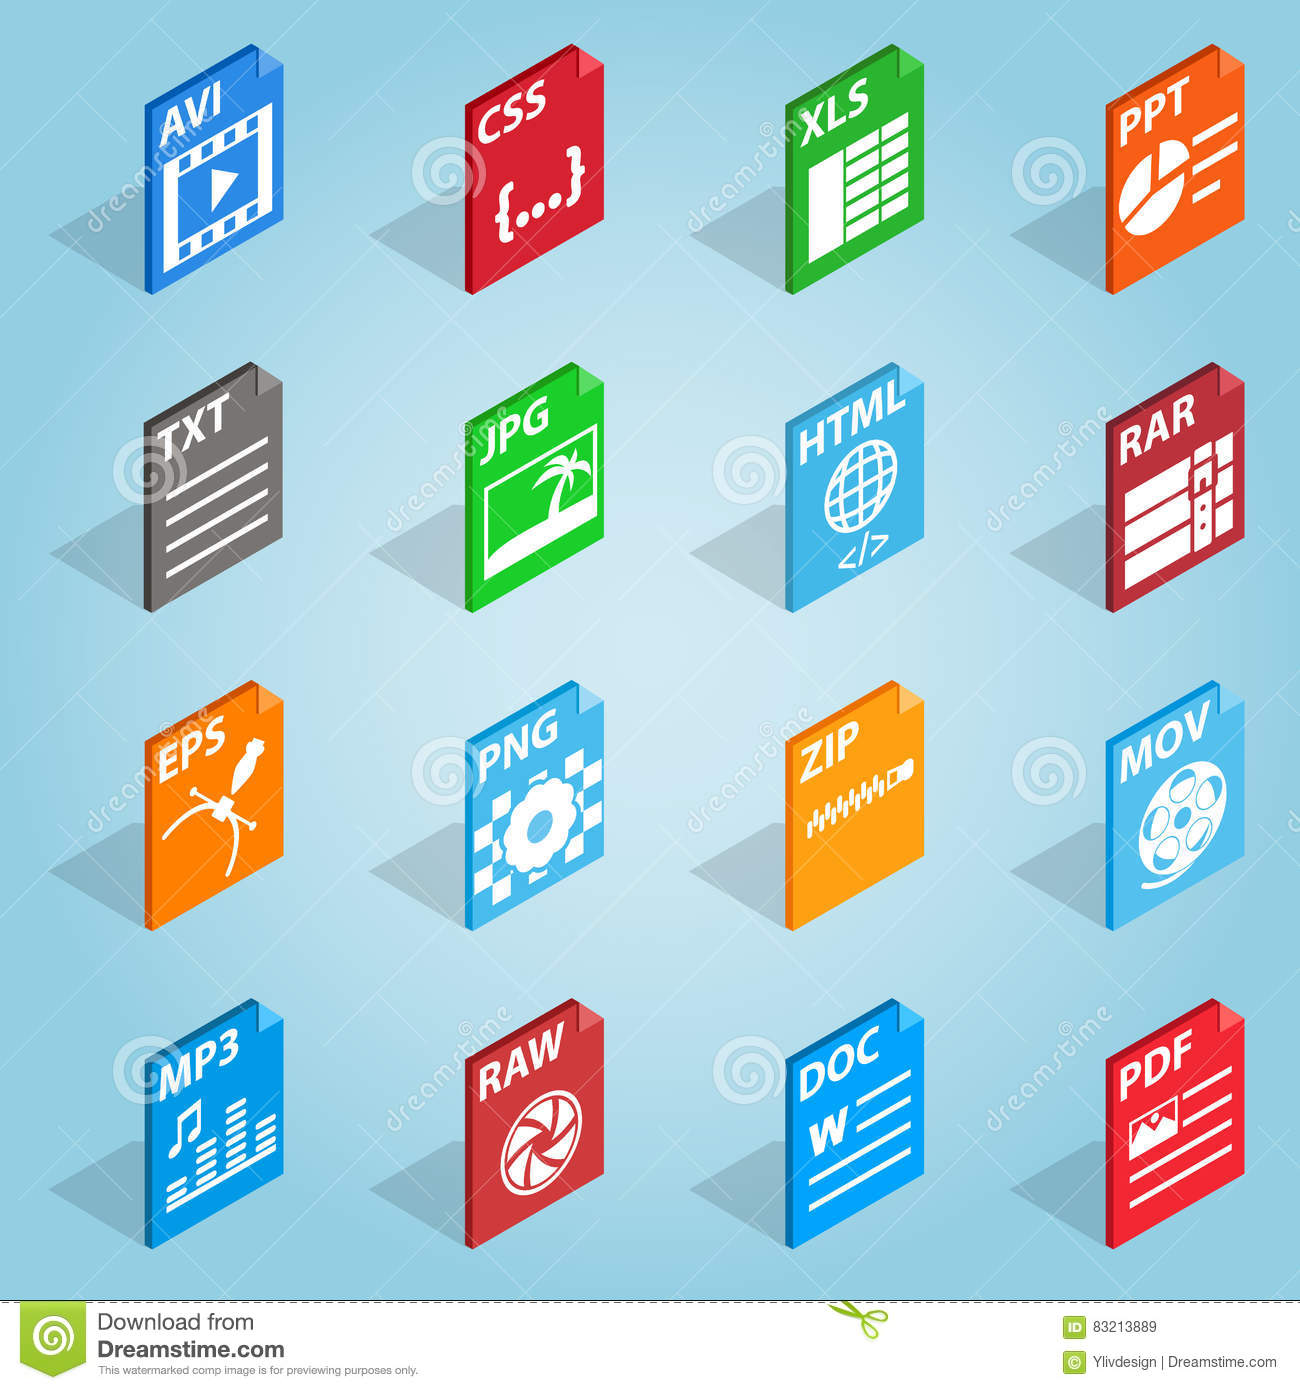 AVI
CSS
{...}
XLS
PPT
TXT
JPG
HTML
</>
RAR
EPS
PNG
ZIP
MOV
MP3
RAW
DOC
W
PDF
dreamstime
Download from
Dreamstime.com
This watermarked comp image is for previewing purposes only.
ID 83213889
© Ylivdesign | Dreamstime.com